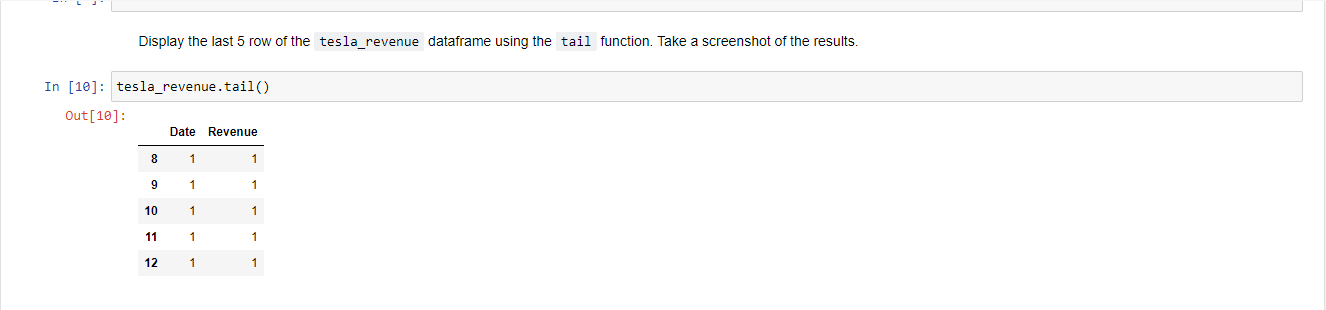 Display the last 5 row of the tesla_revenue dataframe using the tail function. Take a screenshot of the results.
In [10]: tesla_revenue.tail()
Out[10]:
Date Revenue
8 1 1
9 1 1
10 1 1
11 1 1
12 1 1